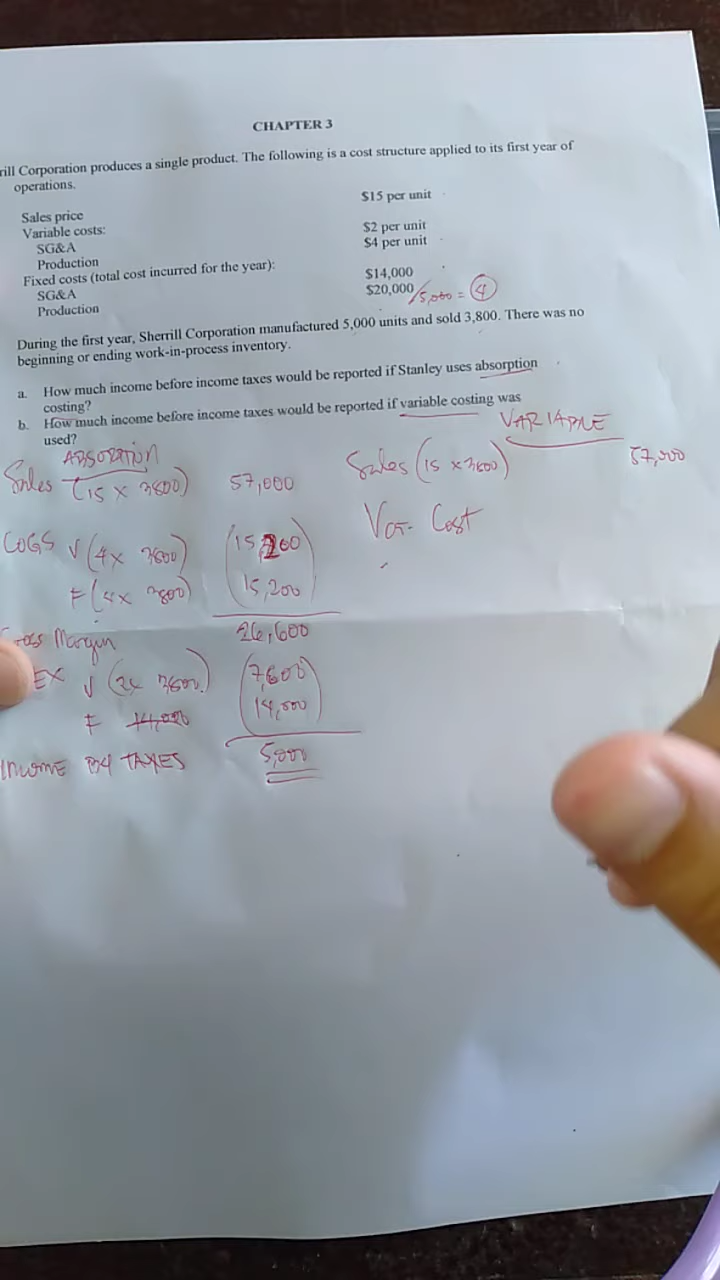 CHAPTER 3
rill Corporation produces a single product. The following is a cost structure applied to its first year of
operations.
Sales price $15 per unit
Variable costs:
SG&A $2 per unit
Production $4 per unit
Fixed costs (total cost incurred for the year):
SG&A $14,000
Production $20,000 /5,000 = 4
During the first year, Sherrill Corporation manufactured 5,000 units and sold 3,800. There was no
beginning or ending work-in-process inventory.
a. How much income before income taxes would be reported if Stanley uses absorption
costing?
b. How much income before income taxes would be reported if variable costing was
used?
ABSORPTION
Sales (15 x 3800) 57,000
COGS V (4x 3800) (15,200
F (4x 3800) 15,200)
Gross Margin 26,600
EX V (2x 3800) (7,600
F 14,000 14,000)
INCOME B4 TAXES 5,000
VARIABLE
Sales (15 x 3800) 57,000
Var. Cost